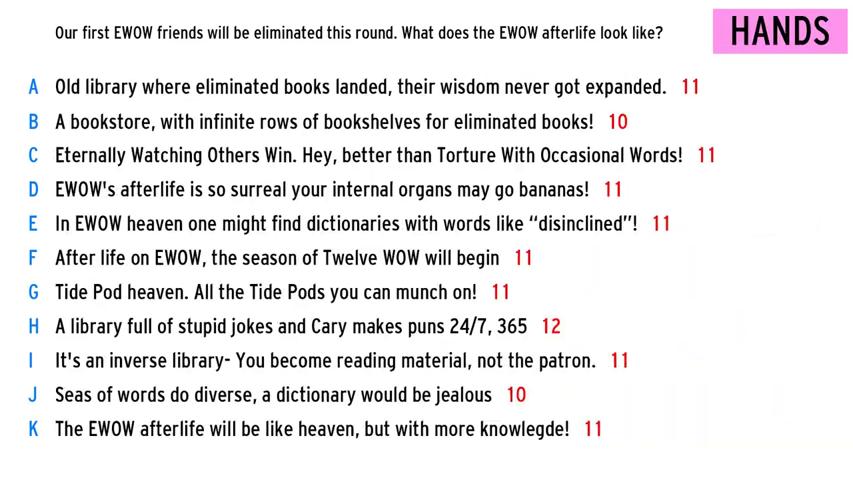 Our first EWOW friends will be eliminated this round. What does the EWOW afterlife look like?
HANDS
A Old library where eliminated books landed, their wisdom never got expanded. 11
B A bookstore, with infinite rows of bookshelves for eliminated books! 10
C Eternally Watching Others Win. Hey, better than Torture With Occasional Words! 11
D EWOW's afterlife is so surreal your internal organs may go bananas! 11
E In EWOW heaven one might find dictionaries with words like “disinclined”! 11
F After life on EWOW, the season of Twelve WOW will begin 11
G Tide Pod heaven. All the Tide Pods you can munch on! 11
H A library full of stupid jokes and Cary makes puns 24/7, 365 12
I It's an inverse library- You become reading material, not the patron. 11
J Seas of words do diverse, a dictionary would be jealous 10
K The EWOW afterlife will be like heaven, but with more knowlegde! 11